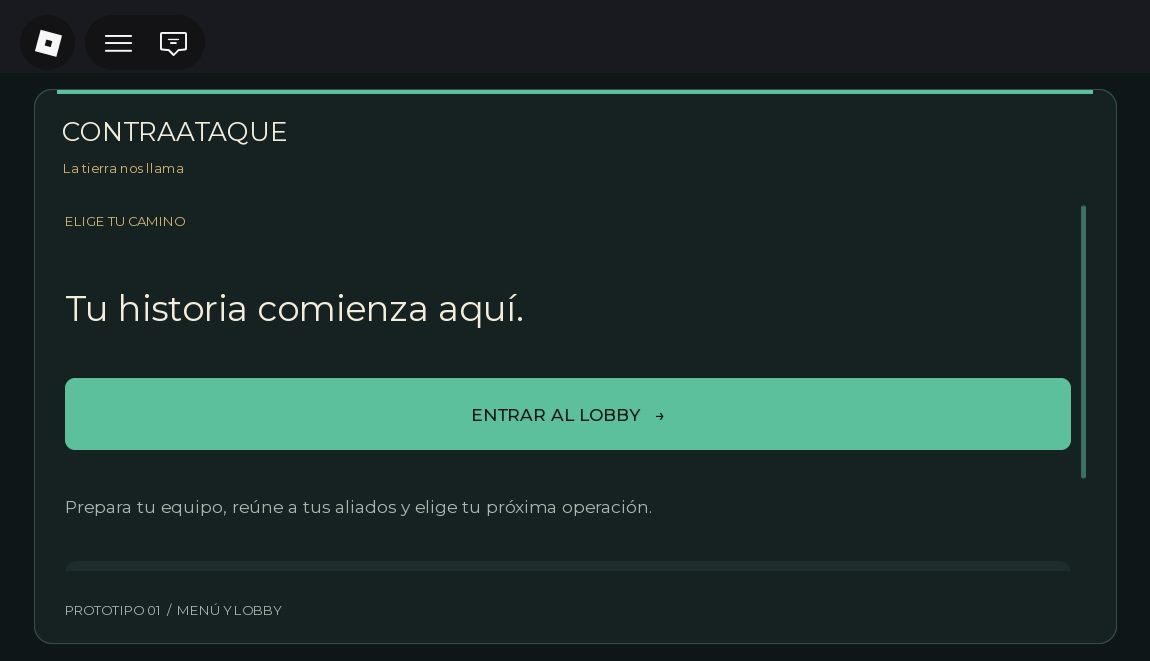 CONTRAATAQUE
La tierra nos llama
ELIGE TU CAMINO
Tu historia comienza aquí.
ENTRAR AL LOBBY →
Prepara tu equipo, reúne a tus aliados y elige tu próxima operación.
PROTOTIPO 01 / MENÚ Y LOBBY